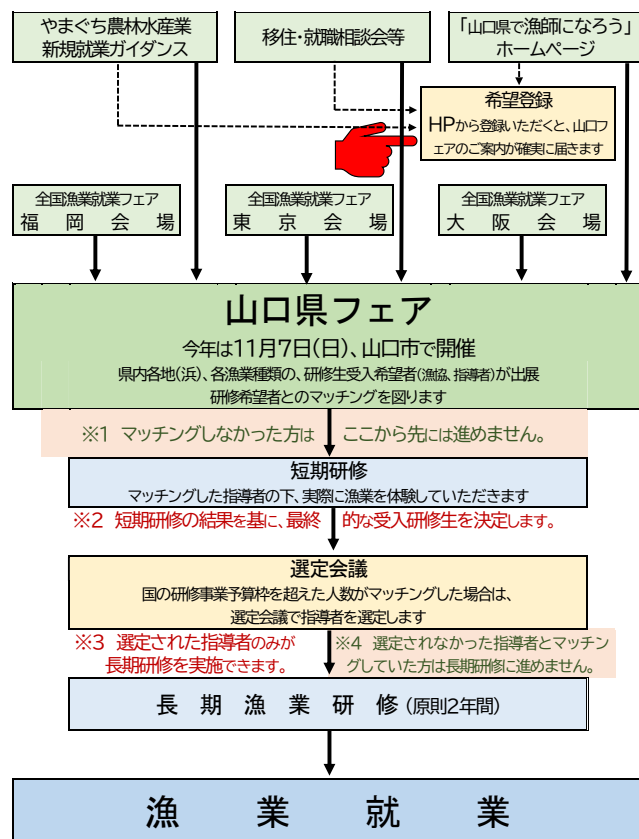 やまぐち農林水産業
新規就業ガイダンス
移住・就職相談会等
「山口県で漁師になろう」
ホームページ
希望登録
HPから登録いただくと、山口フ
ェアのご案内が確実に届きます
全国漁業就業フェア
福岡会場
全国漁業就業フェア
東京会場
全国漁業就業フェア
大阪会場
山口県フェア
今年は11月7日(日)、山口市で開催
県内各地(浜)、各漁業種類の、研修生受入希望者(漁協、指導者)が出展
研修希望者とのマッチングを図ります
※1 マッチングしなかった方は ここから先には進めません。
短期研修
マッチングした指導者の下、実際に漁業を体験していただきます
※2 短期研修の結果を基に、最終 的な受入研修生を決定します。
選定会議
国の研修事業予算枠を超えた人数がマッチングした場合は、
選定会議で指導者を選定します
※3 選定された指導者のみが
長期研修を実施できます。
※4 選定されなかった指導者とマッチン
グしていた方は長期研修に進めません。
長期漁業研修(原則2年間)
漁業就業